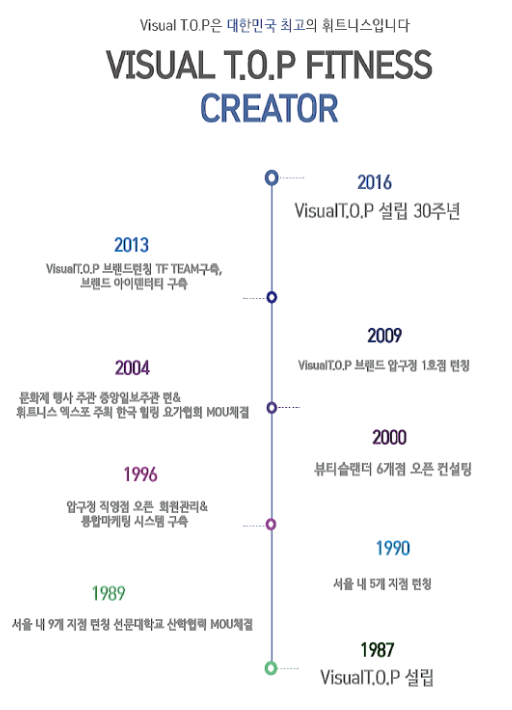 Visual T.O.P은 대한민국 최고의 휘트니스입니다
VISUAL T.O.P FITNESS
CREATOR
2016
VisualT.O.P 설립 30주년
2013
VisualT.O.P 브랜드런칭 TF TEAM구축,
브랜드 아이덴터티 구축
2009
VisualT.O.P 브랜드 압구정 1호점 런칭
2004
문화제 행사 주관 중앙일보주관 펀&
휘트니스 엑스포 주최 한국 힐링 요가협회 MOU체결
2000
뷰티슬랜더 6개점 오픈 컨설팅
1996
압구정 직영점 오픈 회원관리&
통합마케팅 시스템 구축
1990
서울 내 5개 지점 런칭
1989
서울 내 9개 지점 런칭 선문대학교 산학협력 MOU체결
1987
VisualT.O.P 설립